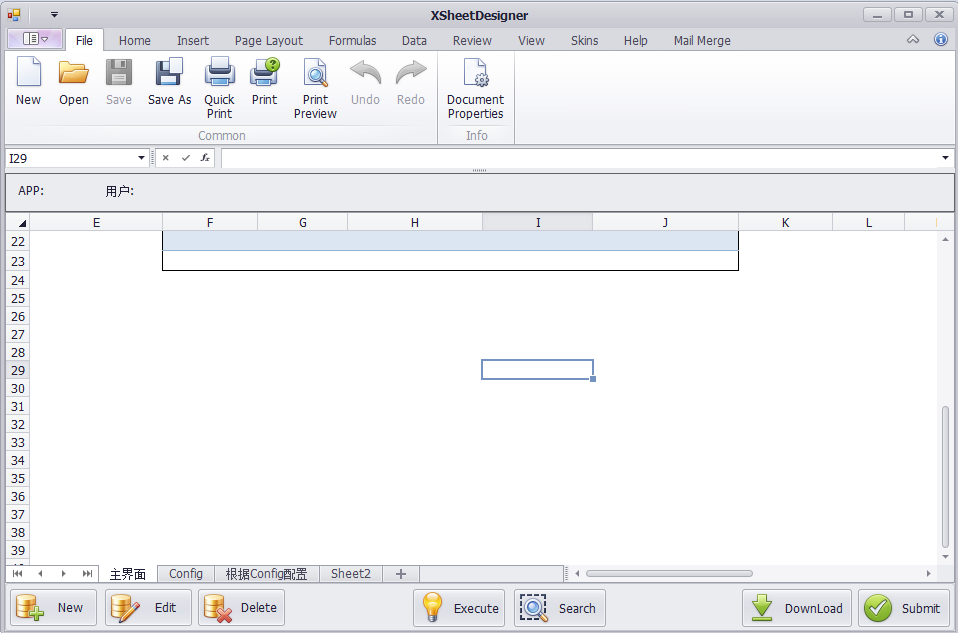 XSheetDesigner
File Home Insert Page Layout Formulas Data Review View Skins Help Mail Merge
New Open Save Save As Quick Print Print Print Preview Undo Redo Document Properties
Common Info
I29 fx
APP: 用户:
E F G H I J K L
22
23
24
25
26
27
28
29
30
31
32
33
34
35
36
37
38
39
主界面 Config 根据Config配置 Sheet2
New Edit Delete Execute Search DownLoad Submit